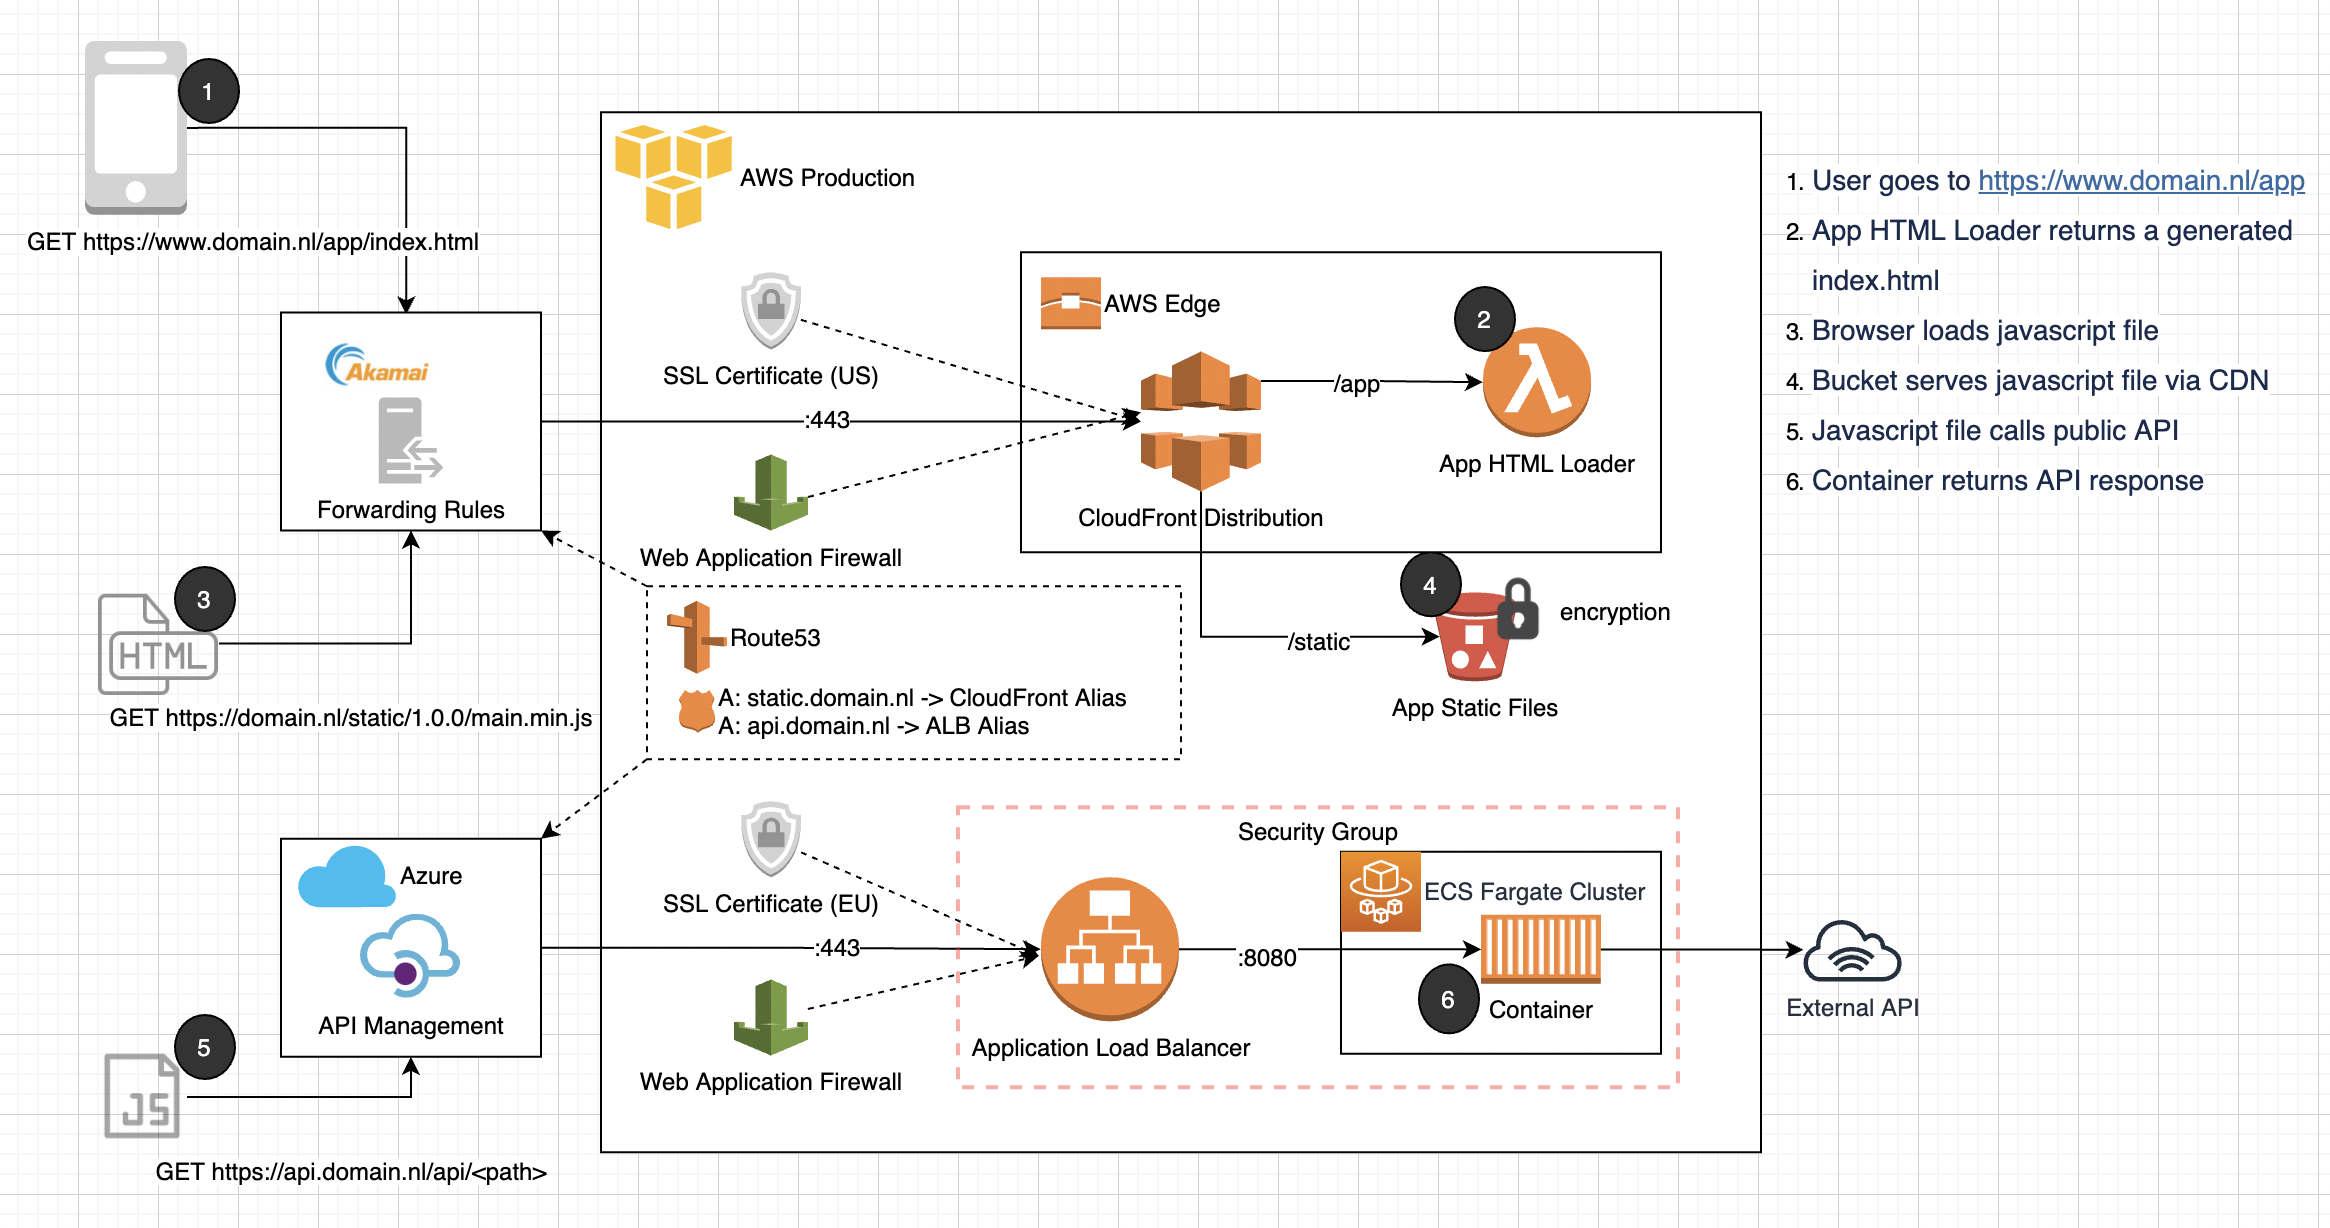 1
GET https://www.domain.nl/app/index.html
AWS Production
1. User goes to https://www.domain.nl/app
2. App HTML Loader returns a generated
index.html
3. Browser loads javascript file
4. Bucket serves javascript file via CDN
5. Javascript file calls public API
6. Container returns API response
Akamai
Forwarding Rules
SSL Certificate (US)
:443
Web Application Firewall
AWS Edge
2
/app
App HTML Loader
CloudFront Distribution
3
HTML
GET https://domain.nl/static/1.0.0/main.min.js
Route53
A: static.domain.nl -> CloudFront Alias
A: api.domain.nl -> ALB Alias
4
encryption
/static
App Static Files
Azure
API Management
5
JS
GET https://api.domain.nl/api/<path>
SSL Certificate (EU)
:443
Web Application Firewall
Security Group
ECS Fargate Cluster
:8080
6
Container
Application Load Balancer
External API